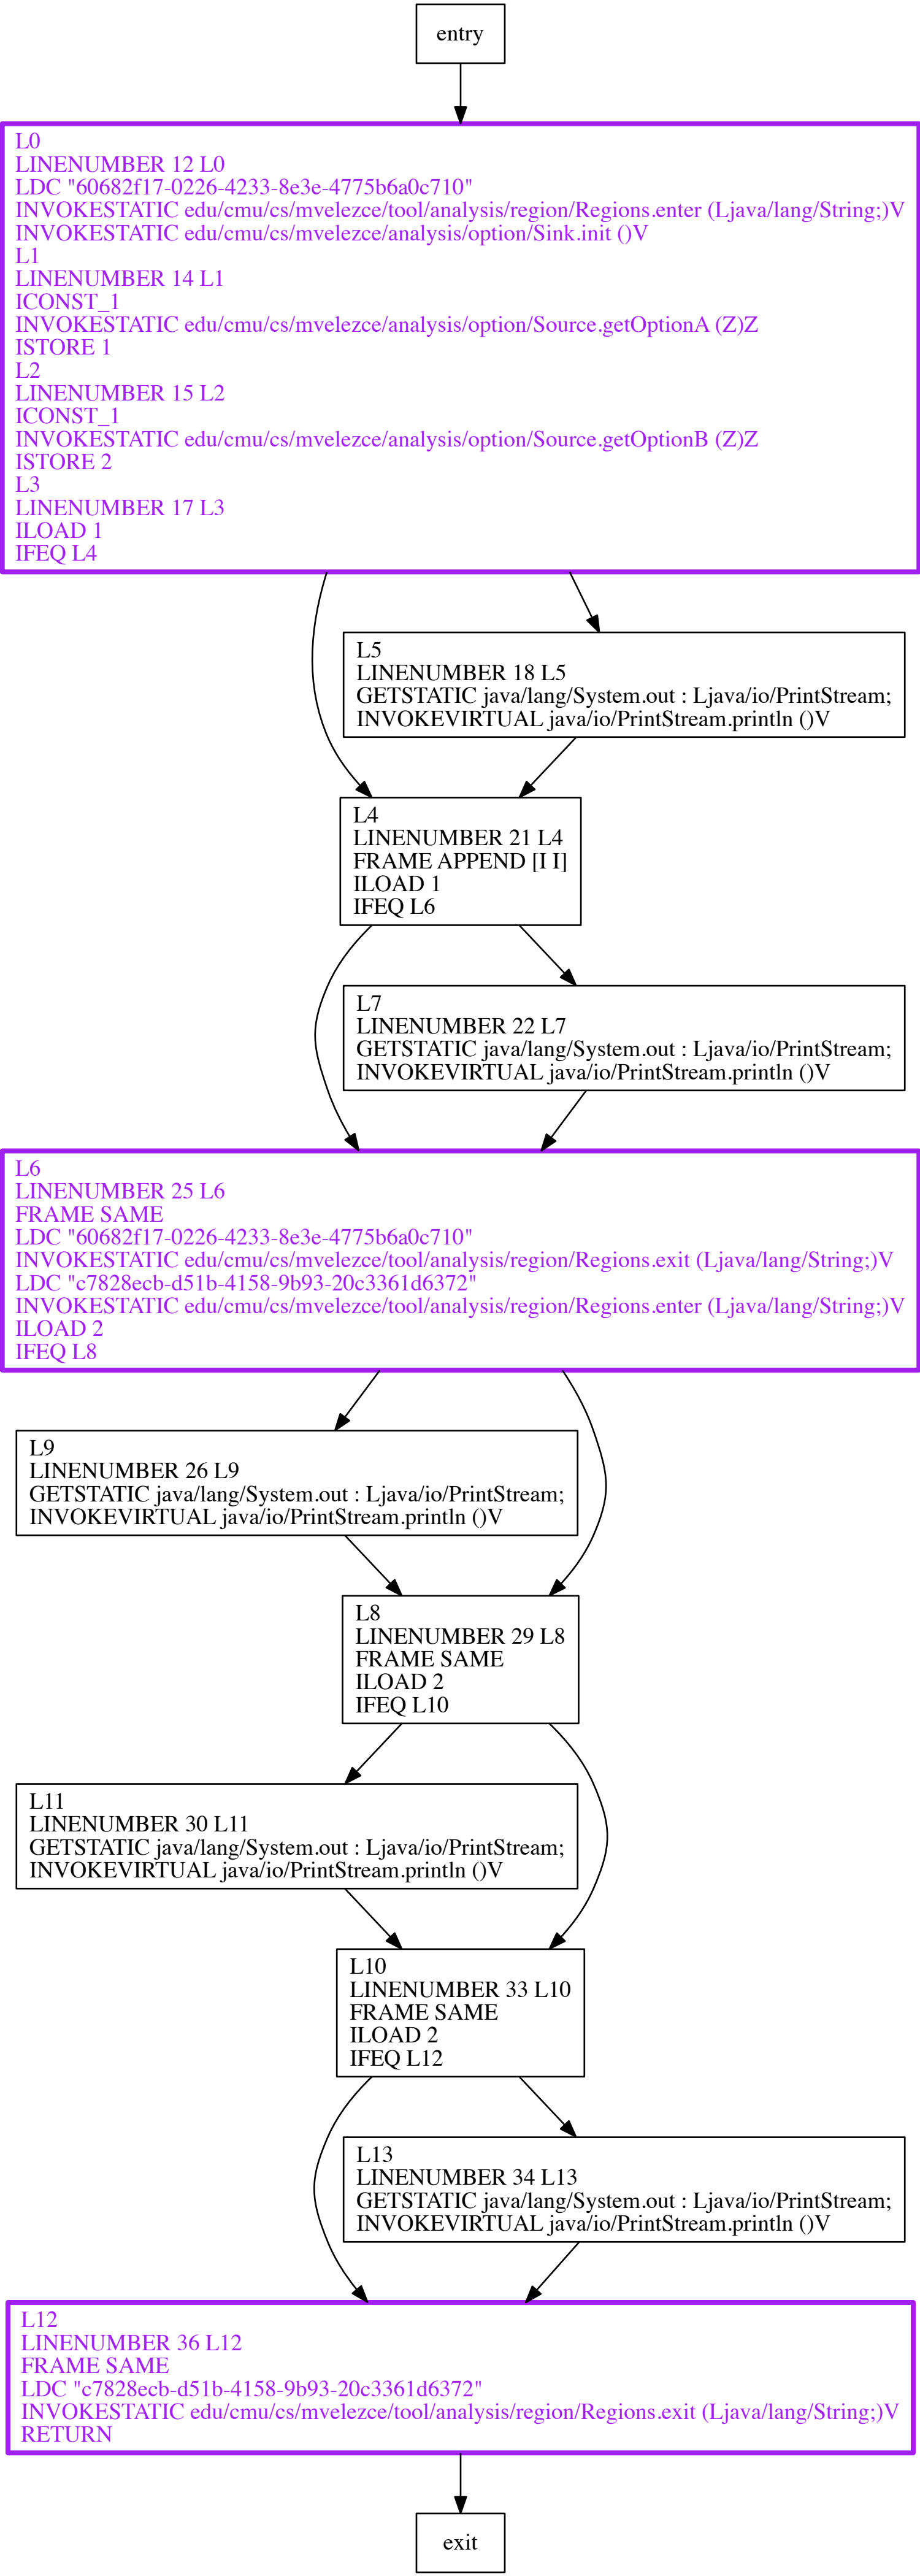 entry
L0
LINENUMBER 12 L0
LDC "60682f17-0226-4233-8e3e-4775b6a0c710"
INVOKESTATIC edu/cmu/cs/mvelezce/tool/analysis/region/Regions.enter (Ljava/lang/String;)V
INVOKESTATIC edu/cmu/cs/mvelezce/analysis/option/Sink.init ()V
L1
LINENUMBER 14 L1
ICONST_1
INVOKESTATIC edu/cmu/cs/mvelezce/analysis/option/Source.getOptionA (Z)Z
ISTORE 1
L2
LINENUMBER 15 L2
ICONST_1
INVOKESTATIC edu/cmu/cs/mvelezce/analysis/option/Source.getOptionB (Z)Z
ISTORE 2
L3
LINENUMBER 17 L3
ILOAD 1
IFEQ L4
L5
LINENUMBER 18 L5
GETSTATIC java/lang/System.out : Ljava/io/PrintStream;
INVOKEVIRTUAL java/io/PrintStream.println ()V
L4
LINENUMBER 21 L4
FRAME APPEND [I I]
ILOAD 1
IFEQ L6
L7
LINENUMBER 22 L7
GETSTATIC java/lang/System.out : Ljava/io/PrintStream;
INVOKEVIRTUAL java/io/PrintStream.println ()V
L6
LINENUMBER 25 L6
FRAME SAME
LDC "60682f17-0226-4233-8e3e-4775b6a0c710"
INVOKESTATIC edu/cmu/cs/mvelezce/tool/analysis/region/Regions.exit (Ljava/lang/String;)V
LDC "c7828ecb-d51b-4158-9b93-20c3361d6372"
INVOKESTATIC edu/cmu/cs/mvelezce/tool/analysis/region/Regions.enter (Ljava/lang/String;)V
ILOAD 2
IFEQ L8
L9
LINENUMBER 26 L9
GETSTATIC java/lang/System.out : Ljava/io/PrintStream;
INVOKEVIRTUAL java/io/PrintStream.println ()V
L8
LINENUMBER 29 L8
FRAME SAME
ILOAD 2
IFEQ L10
L11
LINENUMBER 30 L11
GETSTATIC java/lang/System.out : Ljava/io/PrintStream;
INVOKEVIRTUAL java/io/PrintStream.println ()V
L10
LINENUMBER 33 L10
FRAME SAME
ILOAD 2
IFEQ L12
L13
LINENUMBER 34 L13
GETSTATIC java/lang/System.out : Ljava/io/PrintStream;
INVOKEVIRTUAL java/io/PrintStream.println ()V
L12
LINENUMBER 36 L12
FRAME SAME
LDC "c7828ecb-d51b-4158-9b93-20c3361d6372"
INVOKESTATIC edu/cmu/cs/mvelezce/tool/analysis/region/Regions.exit (Ljava/lang/String;)V
RETURN
exit